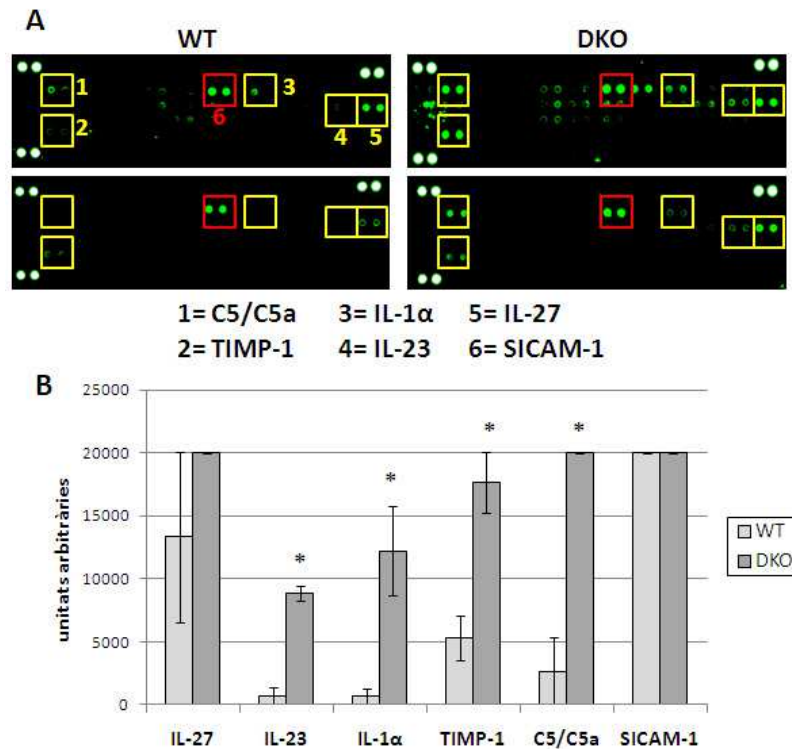 A
WT DKO
1 3
2 6 4 5
1= C5/C5a 3= IL-1α 5= IL-27
2= TIMP-1 4= IL-23 6= SICAM-1
B
25000
20000
15000
10000
5000
0
unitats arbitràries
* * * *
WT
DKO
IL-27 IL-23 IL-1α TIMP-1 C5/C5a SICAM-1